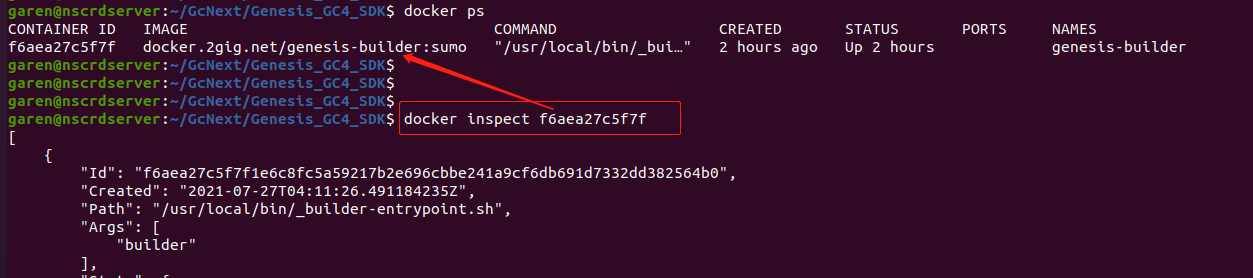 garen@nscrdserver:~/GcNext/Genesis_GC4_SDK$ docker ps
CONTAINER ID   IMAGE                                  COMMAND                  CREATED       STATUS       PORTS     NAMES
f6aea27c5f7f   docker.2gig.net/genesis-builder:sumo   "/usr/local/bin/_bui…"   2 hours ago   Up 2 hours             genesis-builder
garen@nscrdserver:~/GcNext/Genesis_GC4_SDK$
garen@nscrdserver:~/GcNext/Genesis_GC4_SDK$
garen@nscrdserver:~/GcNext/Genesis_GC4_SDK$
garen@nscrdserver:~/GcNext/Genesis_GC4_SDK$ docker inspect f6aea27c5f7f
[
    {
        "Id": "f6aea27c5f7f1e6c8fc5a59217b2e696cbbe241a9cf6db691d7332dd382564b0",
        "Created": "2021-07-27T04:11:26.491184235Z",
        "Path": "/usr/local/bin/_builder-entrypoint.sh",
        "Args": [
            "builder"
        ],